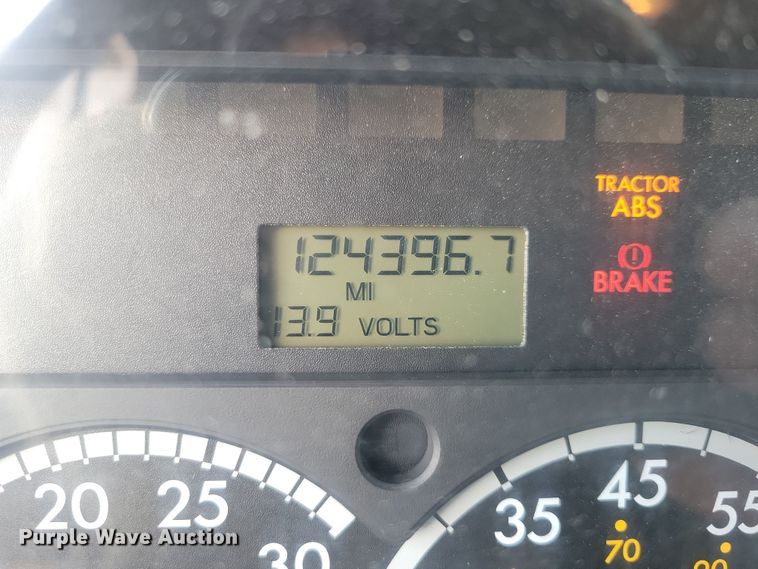 TRACTOR
ABS
124396.7
MI
BRAKE
13.9 VOLTS
20 25 30
35 45 55
70 90
Purple Wave Auction